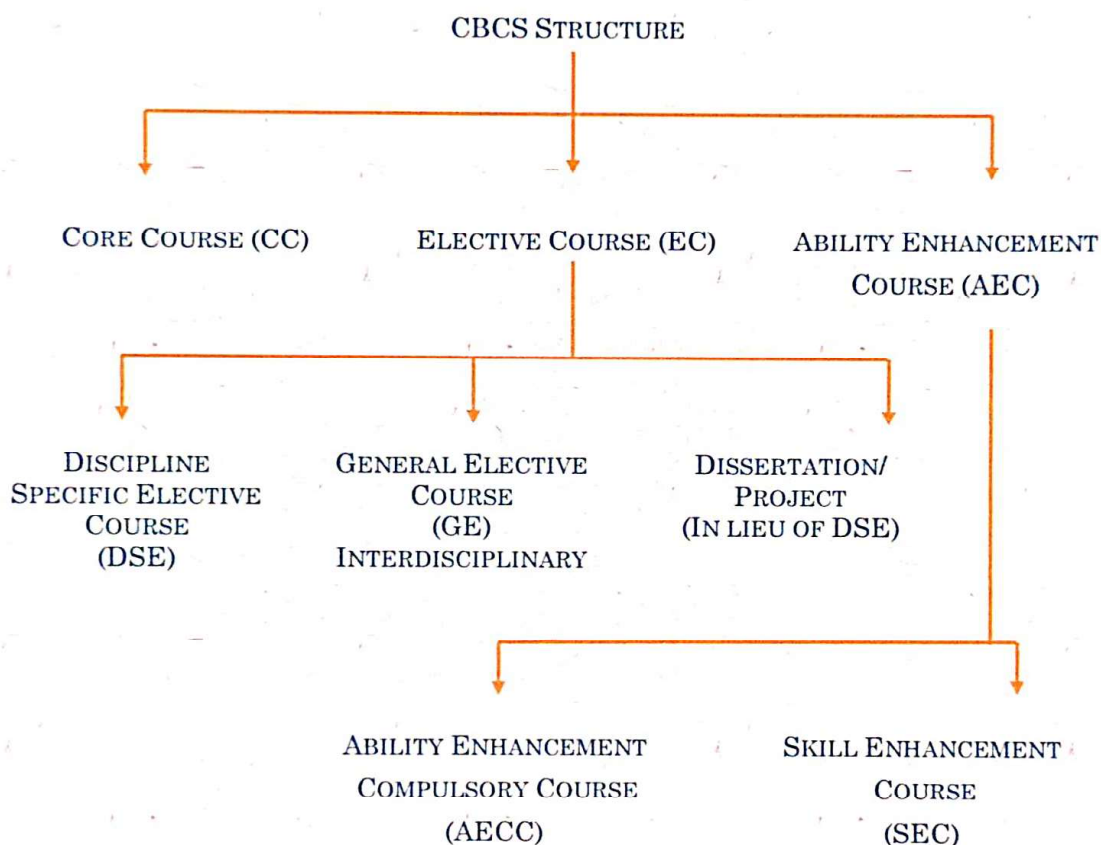 CBCS STRUCTURE
CORE COURSE (CC)
ELECTIVE COURSE (EC)
ABILITY ENHANCEMENT
COURSE (AEC)
DISCIPLINE
SPECIFIC ELECTIVE
COURSE
(DSE)
GENERAL ELECTIVE
COURSE
(GE)
INTERDISCIPLINARY
DISSERTATION/
PROJECT
(IN LIEU OF DSE)
ABILITY ENHANCEMENT
COMPULSORY COURSE
(AECC)
SKILL ENHANCEMENT
COURSE
(SEC)